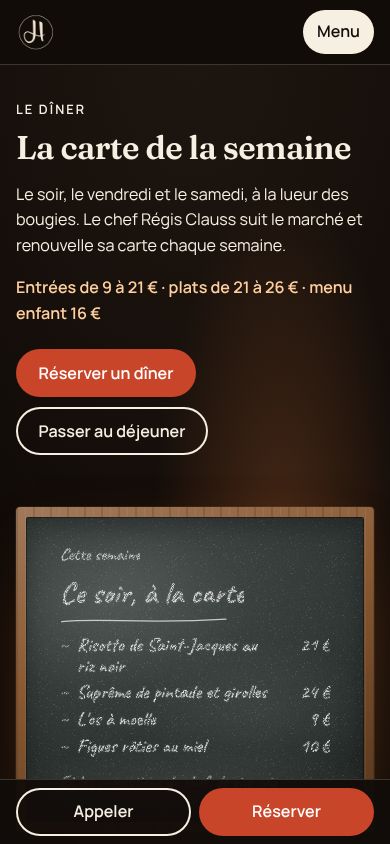 Menu
LE DÎNER
La carte de la semaine
Le soir, le vendredi et le samedi, à la lueur des
bougies. Le chef Régis Clauss suit le marché et
renouvelle sa carte chaque semaine.
Entrées de 9 à 21 € · plats de 21 à 26 € · menu
enfant 16 €
Réserver un dîner
Passer au déjeuner
Cette semaine
Ce soir, à la carte
~ Risotto de Saint-Jacques au 21 €
riz noir
~ Suprême de pintade et girolles 24 €
~ L'os à moelle 9 €
~ Figues rôties au miel 10 €
Appeler
Réserver